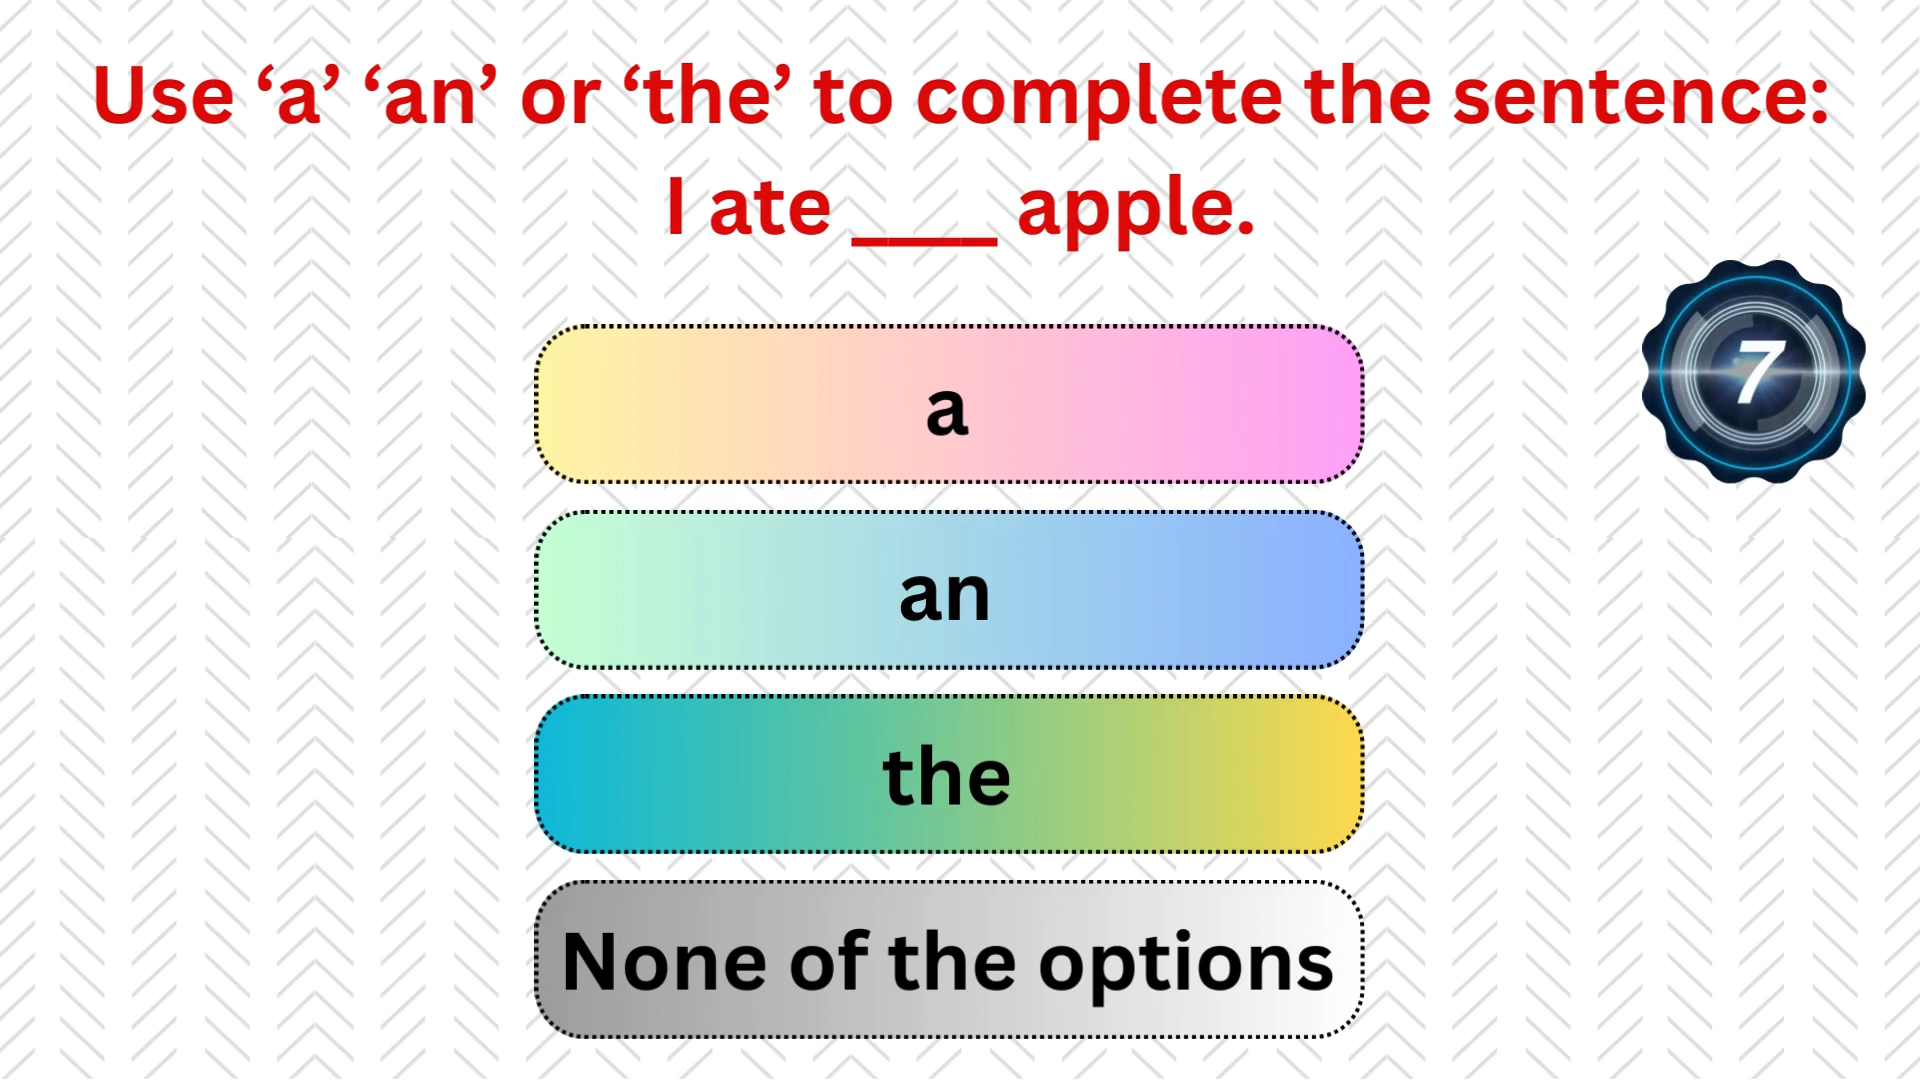 Use ‘a’ ‘an’ or ‘the’ to complete the sentence:
I ate ____ apple.
7
a
an
the
None of the options